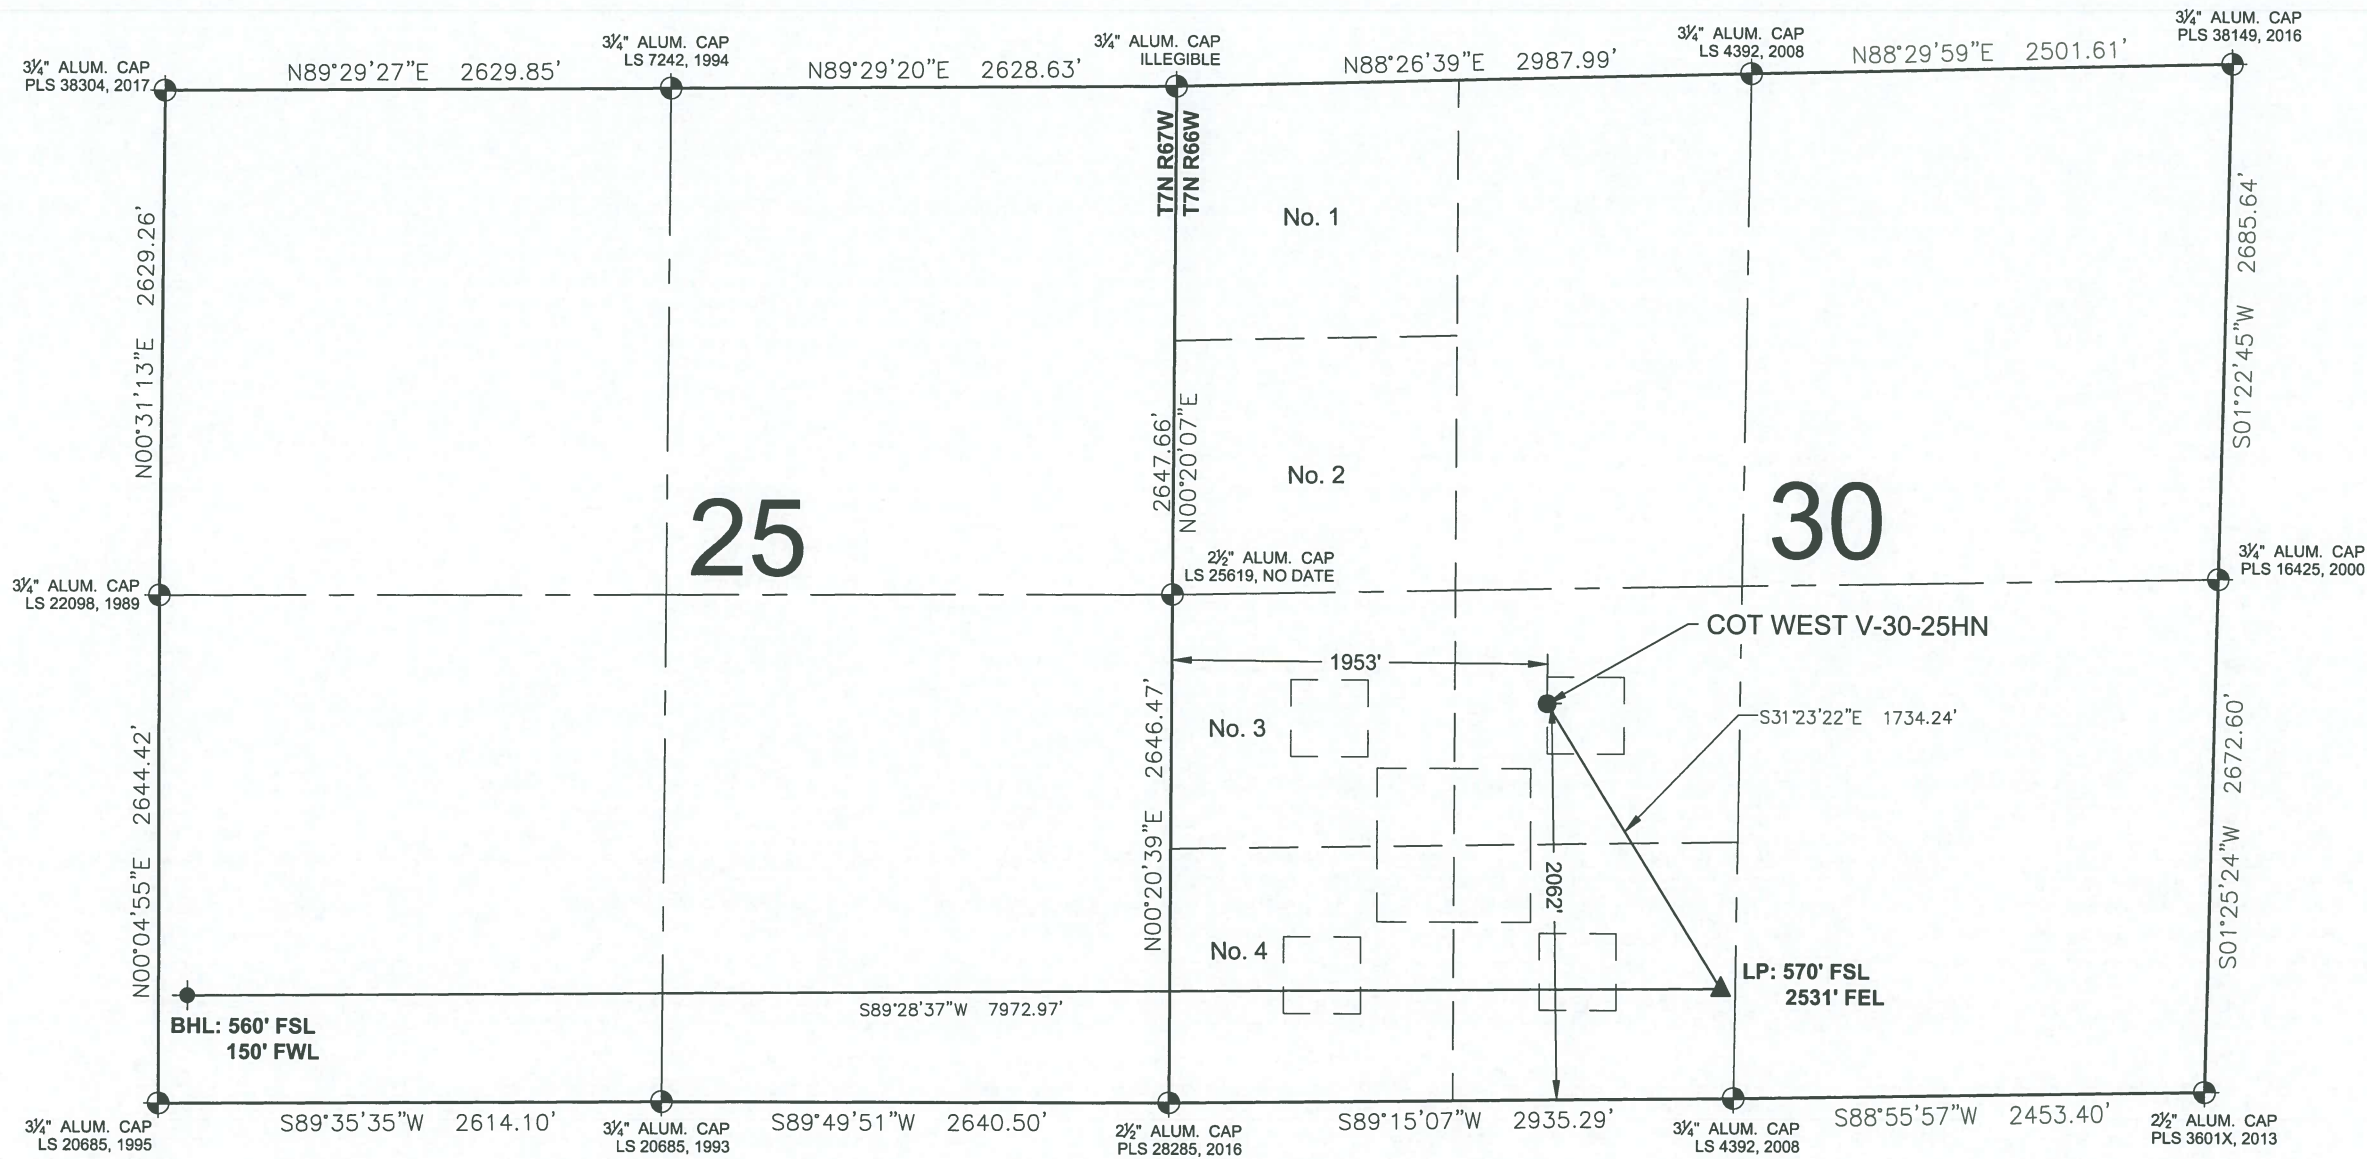 3¼" ALUM. CAP
PLS 38304, 2017
N89°29'27"E 2629.85'
3¼" ALUM. CAP
LS 7242, 1994
N89°29'20"E 2628.63'
3¼" ALUM. CAP
ILLEGIBLE
N88°26'39"E 2987.99'
3¼" ALUM. CAP
LS 4392, 2008
N88°29'59"E 2501.61'
3¼" ALUM. CAP
PLS 38149, 2016
T7N R67W
T7N R66W
No. 1
N00°31'13"E 2629.26'
2647.66'
N00°20'07"E
No. 2
S01°22'45"W 2685.64'
25
30
3¼" ALUM. CAP
LS 22098, 1989
2½" ALUM. CAP
LS 25619, NO DATE
3¼" ALUM. CAP
PLS 16425, 2000
COT WEST V-30-25HN
1953'
No. 3
S31°23'22"E 1734.24'
N00°04'55"E 2644.42'
N00°20'39"E 2646.47'
2062'
S01°25'24"W 2672.60'
No. 4
LP: 570' FSL
2531' FEL
S89°28'37"W 7972.97'
BHL: 560' FSL
150' FWL
3¼" ALUM. CAP
LS 20685, 1995
S89°35'35"W 2614.10'
3¼" ALUM. CAP
LS 20685, 1993
S89°49'51"W 2640.50'
2½" ALUM. CAP
PLS 28285, 2016
S89°15'07"W 2935.29'
3¼" ALUM. CAP
LS 4392, 2008
S88°55'57"W 2453.40'
2½" ALUM. CAP
PLS 3601X, 2013